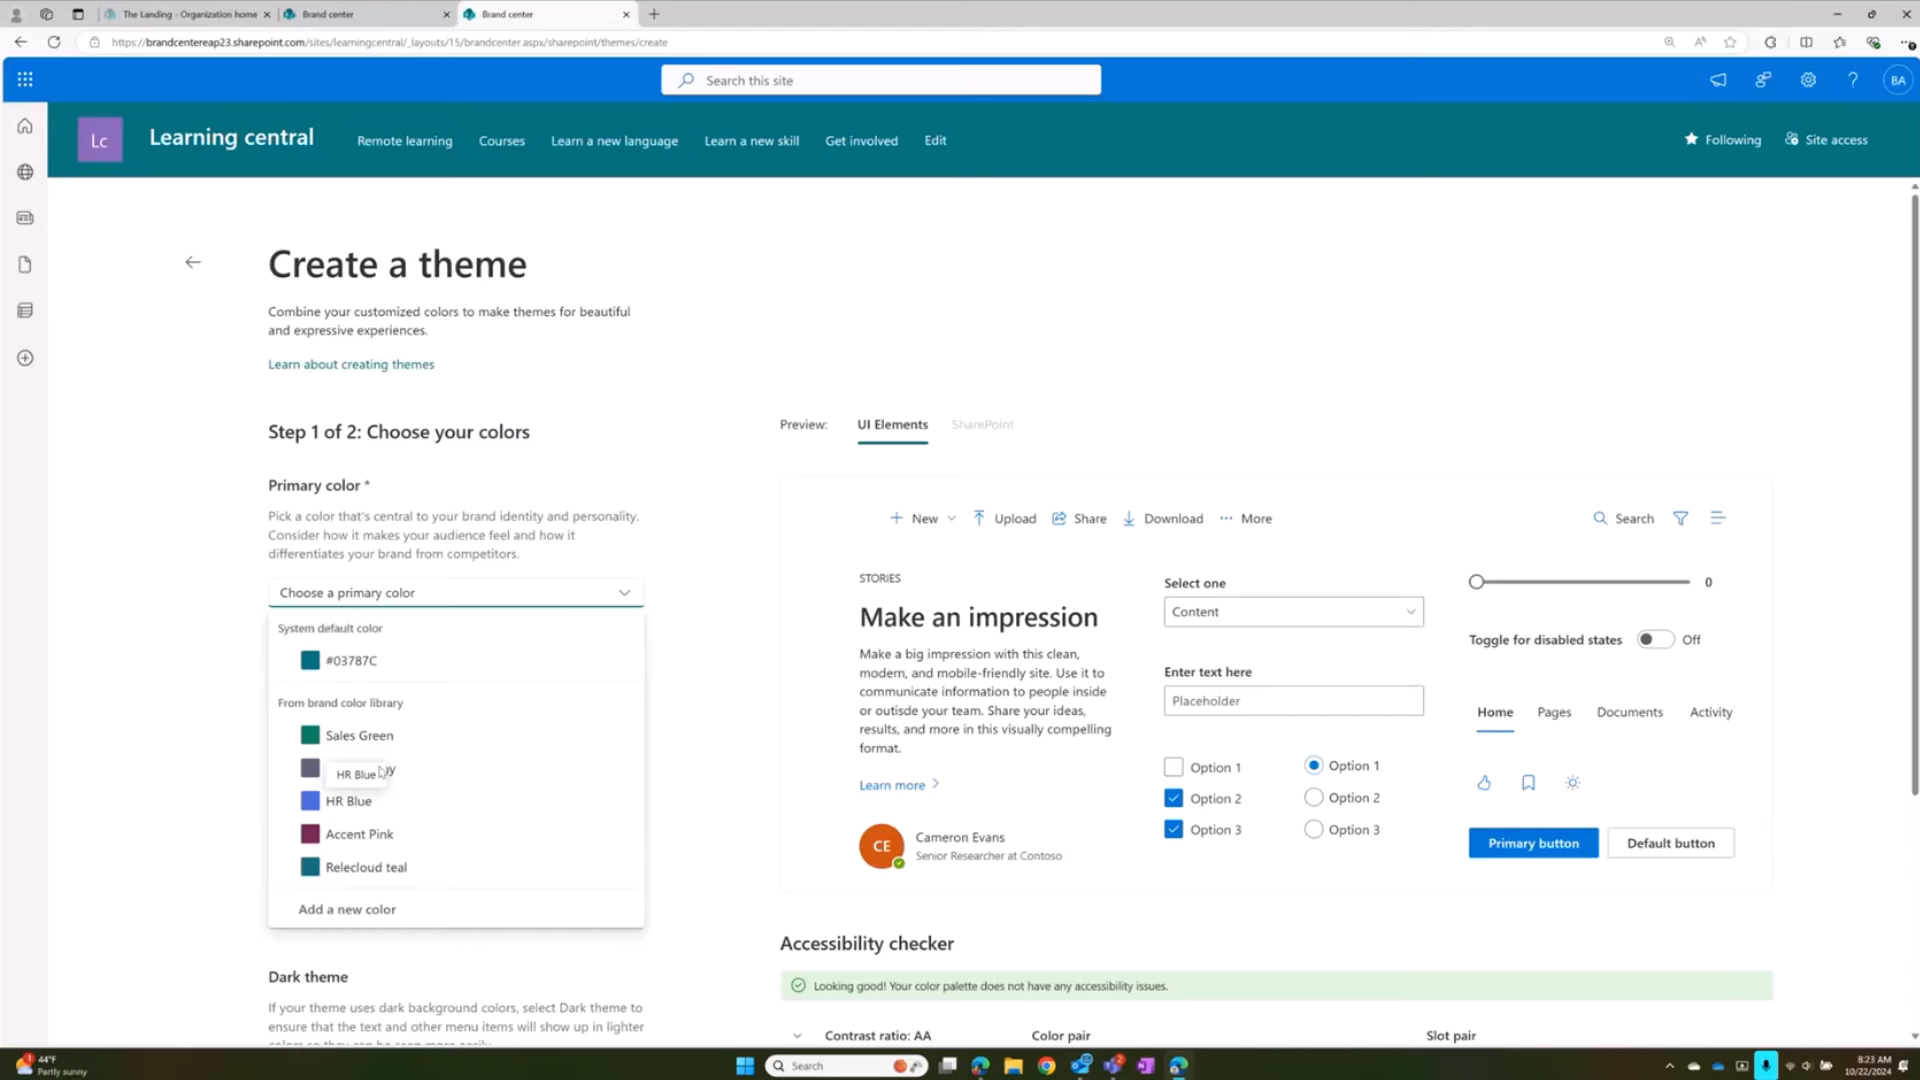 The Landing - Organization home
Brand center
Brand center
https://brandcentereap23.sharepoint.com/sites/learningcentral/_layouts/15/brandcenter.aspx/sharepoint/themes/create
Search this site
BA
Lc
Learning central
Remote learning
Courses
Learn a new language
Learn a new skill
Get involved
Edit
Following
Site access
Create a theme
Combine your customized colors to make themes for beautiful
and expressive experiences.
Learn about creating themes
Step 1 of 2: Choose your colors
Primary color *
Pick a color that's central to your brand identity and personality.
Consider how it makes your audience feel and how it
differentiates your brand from competitors.
Choose a primary color
System default color
#03787C
From brand color library
Sales Green
HR Blue
HR Blue
Accent Pink
Relecloud teal
Add a new color
Dark theme
If your theme uses dark background colors, select Dark theme to
ensure that the text and other menu items will show up in lighter
Preview:
UI Elements
SharePoint
New
Upload
Share
Download
More
Search
STORIES
Make an impression
Make a big impression with this clean,
modern, and mobile-friendly site. Use it to
communicate information to people inside
or outisde your team. Share your ideas,
results, and more in this visually compelling
format.
Learn more
CE
Cameron Evans
Senior Researcher at Contoso
Select one
Content
Enter text here
Placeholder
Option 1
Option 2
Option 3
Option 1
Option 2
Option 3
0
Toggle for disabled states
Off
Home
Pages
Documents
Activity
Primary button
Default button
Accessibility checker
Looking good! Your color palette does not have any accessibility issues.
Contrast ratio: AA
Color pair
Slot pair
44°F
Partly sunny
Search
8:23 AM
10/22/2024